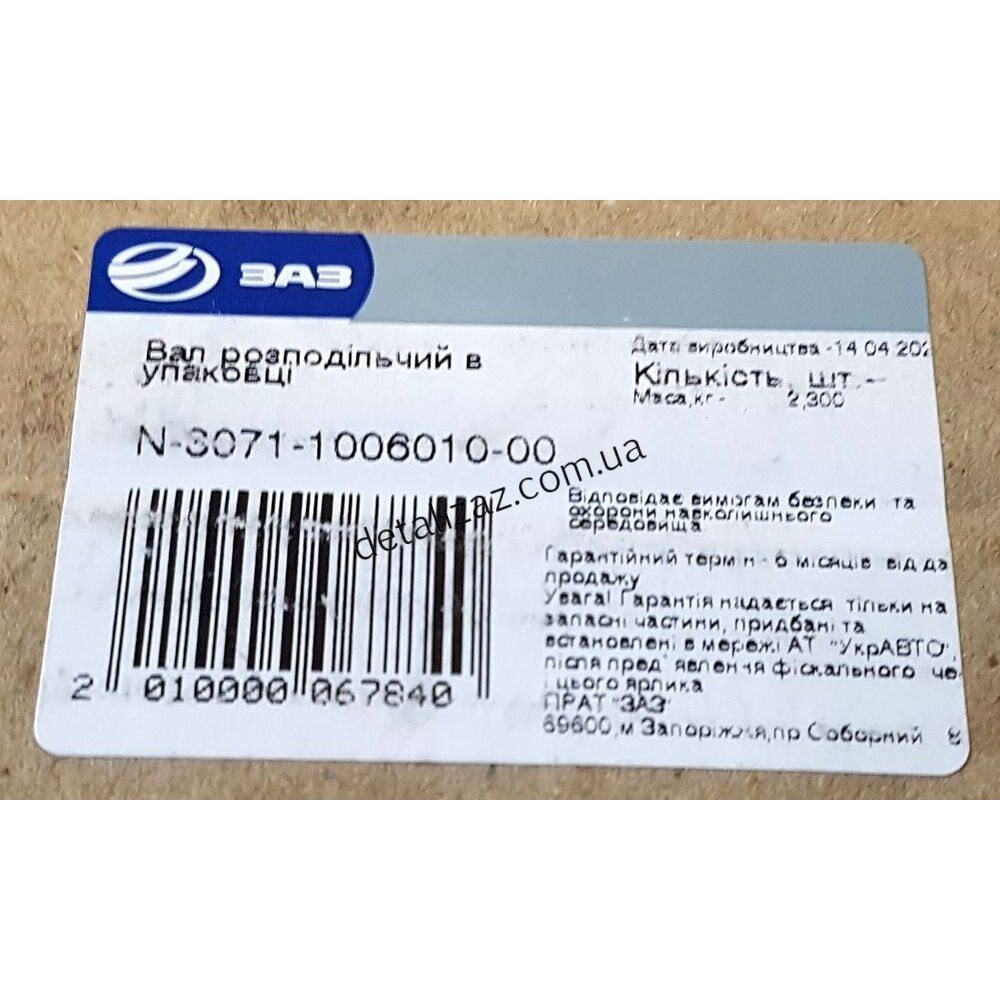 ЗАЗ
Вал розподільчий в
упаковці
N-3071-1006010-00
2 010000 067840
Дата виробництва -14 04 202
Кількість, шт.-
Маса,кг - 2,300
Відповідає вимогам безпеки та
охорони навколишнього
середовища
Гарантійний термін - 6 місяців від да
продажу
Увага! Гарантія надається тільки на
запасні частини, придбані та
встановлені в мережі АТ "УкрАВТО",
після пред'явлення фіскального че
і цього ярлика
ПРАТ "ЗАЗ"
69600,м Запоріжжя,пр Соборний 8
detalizaz.com.ua